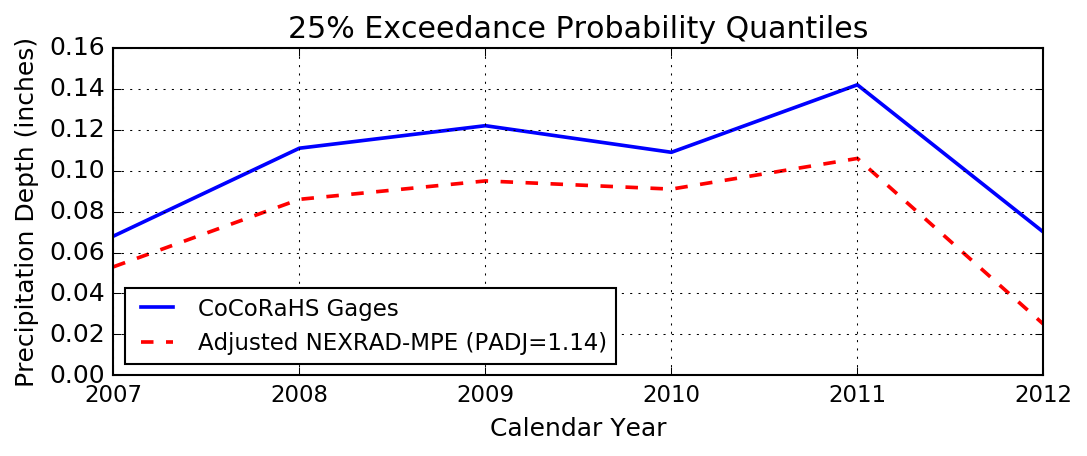 25% Exceedance Probability Quantiles
Precipitation Depth (inches)
0.16
0.14
0.12
0.10
0.08
0.06
0.04
0.02
0.00
CoCoRaHS Gages
Adjusted NEXRAD-MPE (PADJ=1.14)
2007 2008 2009 2010 2011 2012
Calendar Year